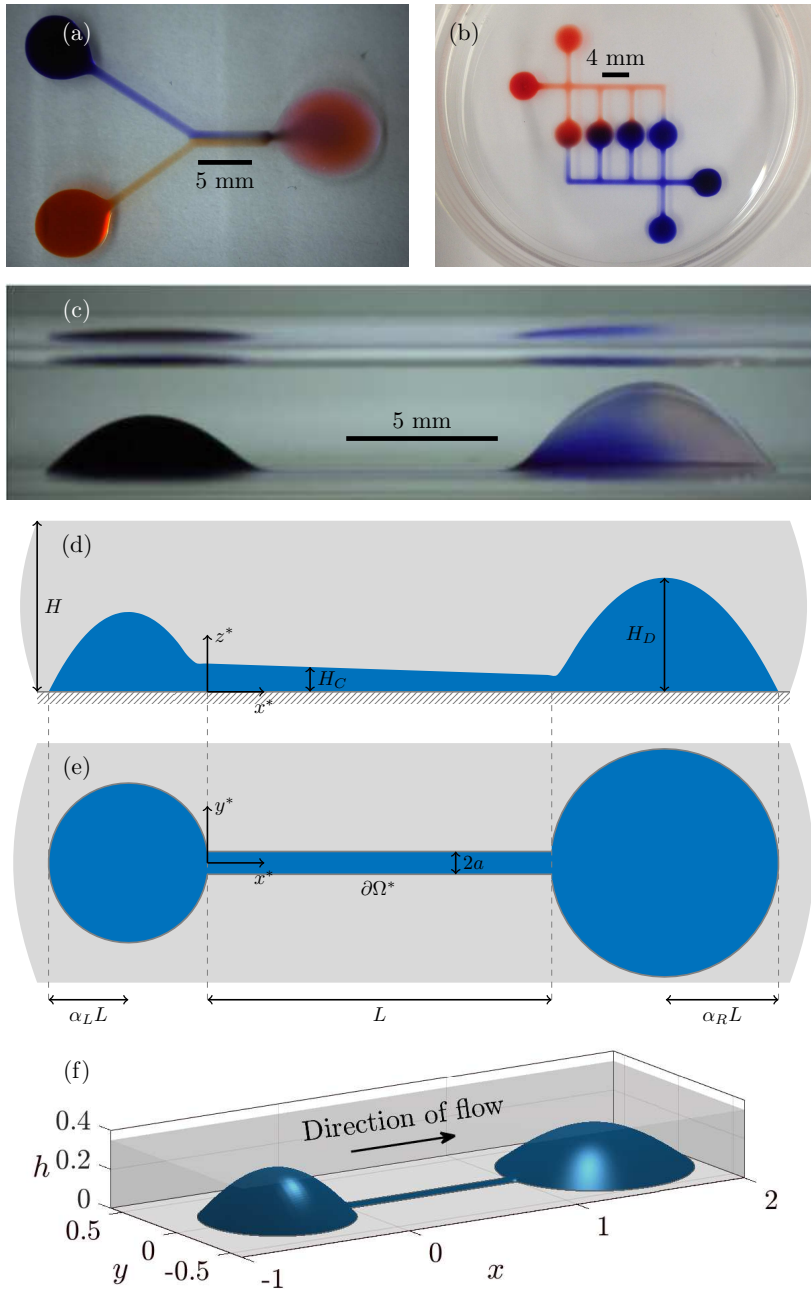 (a)
5 mm
(b)
4 mm
(c)
5 mm
(d)
H
z*
H_C
x*
H_D
(e)
y*
x*
2a
∂Ω*
α_L L
L
α_R L
(f)
Direction of flow
0.4
0.2
0
h
0.5
0
-0.5
y
-1
0
1
2
x